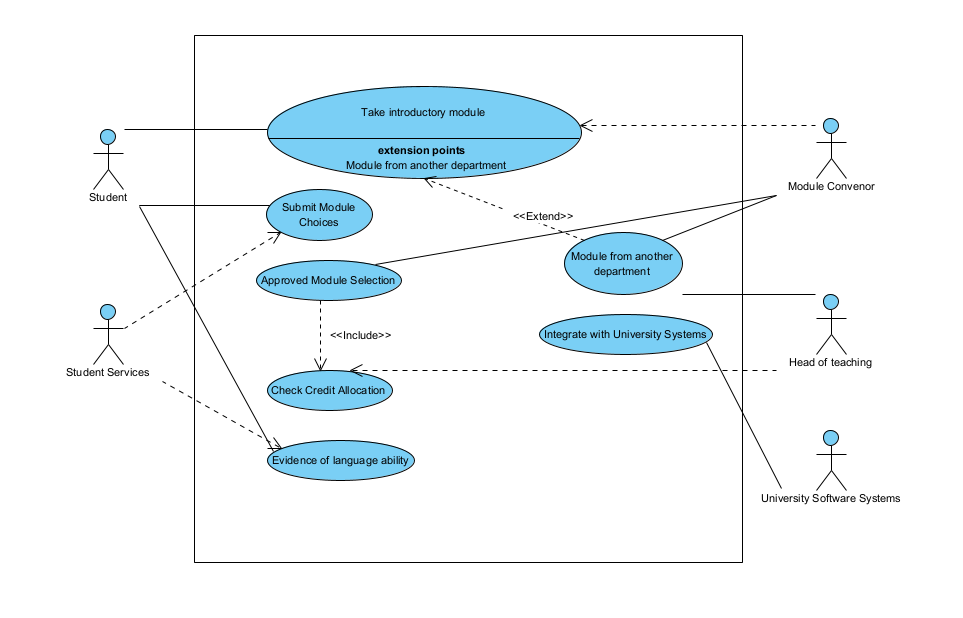 Take introductory module
extension points
Module from another department
Student
Module Convenor
Submit Module
Choices
<<Extend>>
Module from another
department
Approved Module Selection
<<Include>>
Integrate with University Systems
Student Services
Head of teaching
Check Credit Allocation
Evidence of language ability
University Software Systems